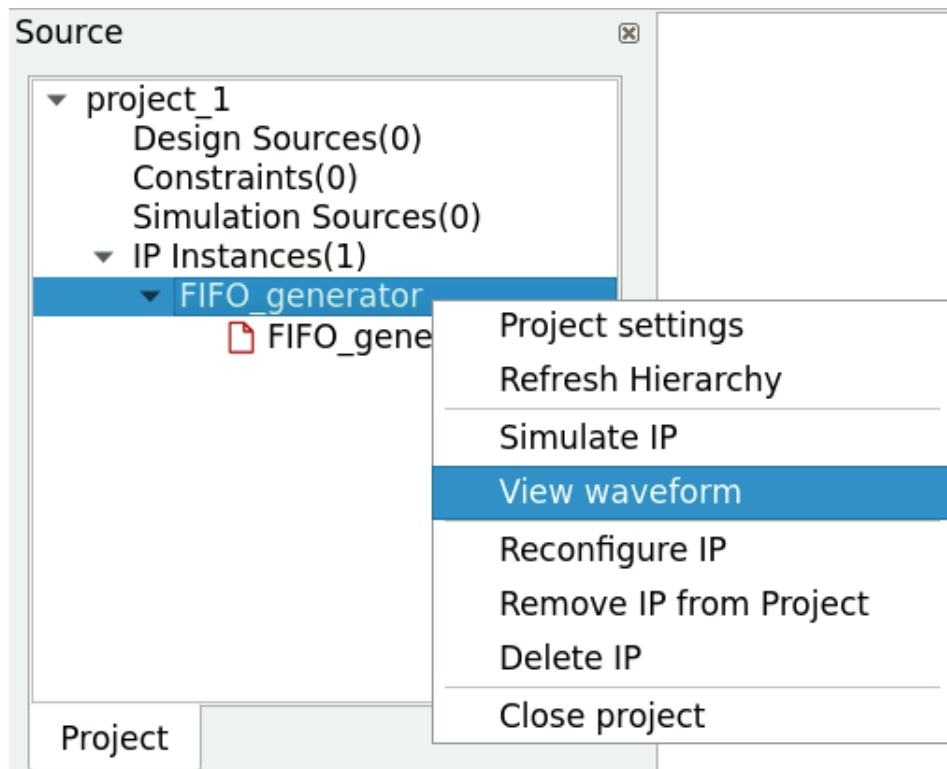 Source
project_1
Design Sources(0)
Constraints(0)
Simulation Sources(0)
IP Instances(1)
FIFO_generator
FIFO_gene
Project settings
Refresh Hierarchy
Simulate IP
View waveform
Reconfigure IP
Remove IP from Project
Delete IP
Close project
Project